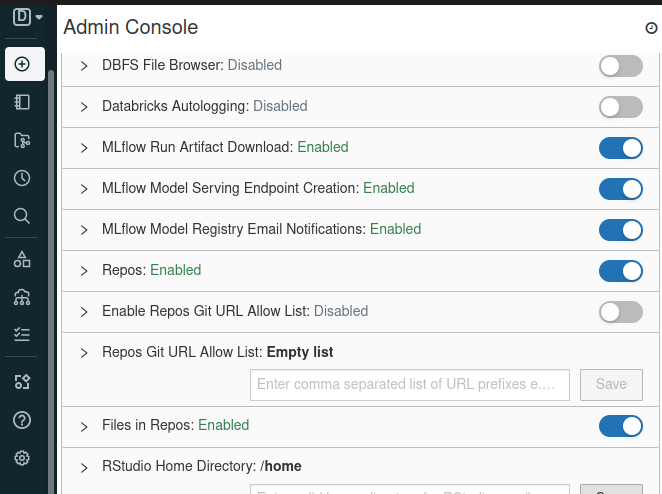 D
Admin Console
DBFS File Browser: Disabled
Databricks Autologging: Disabled
MLflow Run Artifact Download: Enabled
MLflow Model Serving Endpoint Creation: Enabled
MLflow Model Registry Email Notifications: Enabled
Repos: Enabled
Enable Repos Git URL Allow List: Disabled
Repos Git URL Allow List: Empty list
Enter comma separated list of URL prefixes e.... Save
Files in Repos: Enabled
RStudio Home Directory: /home